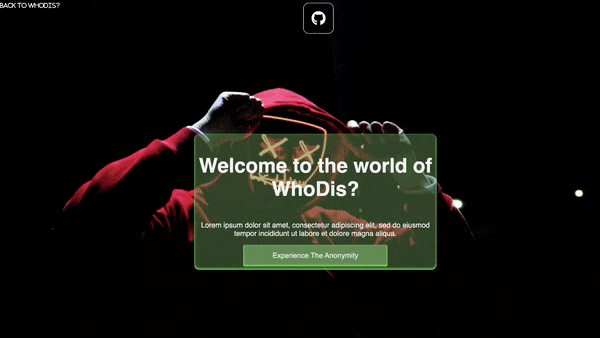 BACK TO WHODIS?
Welcome to the world of
WhoDis?
Lorem ipsum dolor sit amet, consectetur adipiscing elit, sed do eiusmod
tempor incididunt ut labore et dolore magna aliqua.
Experience The Anonymity